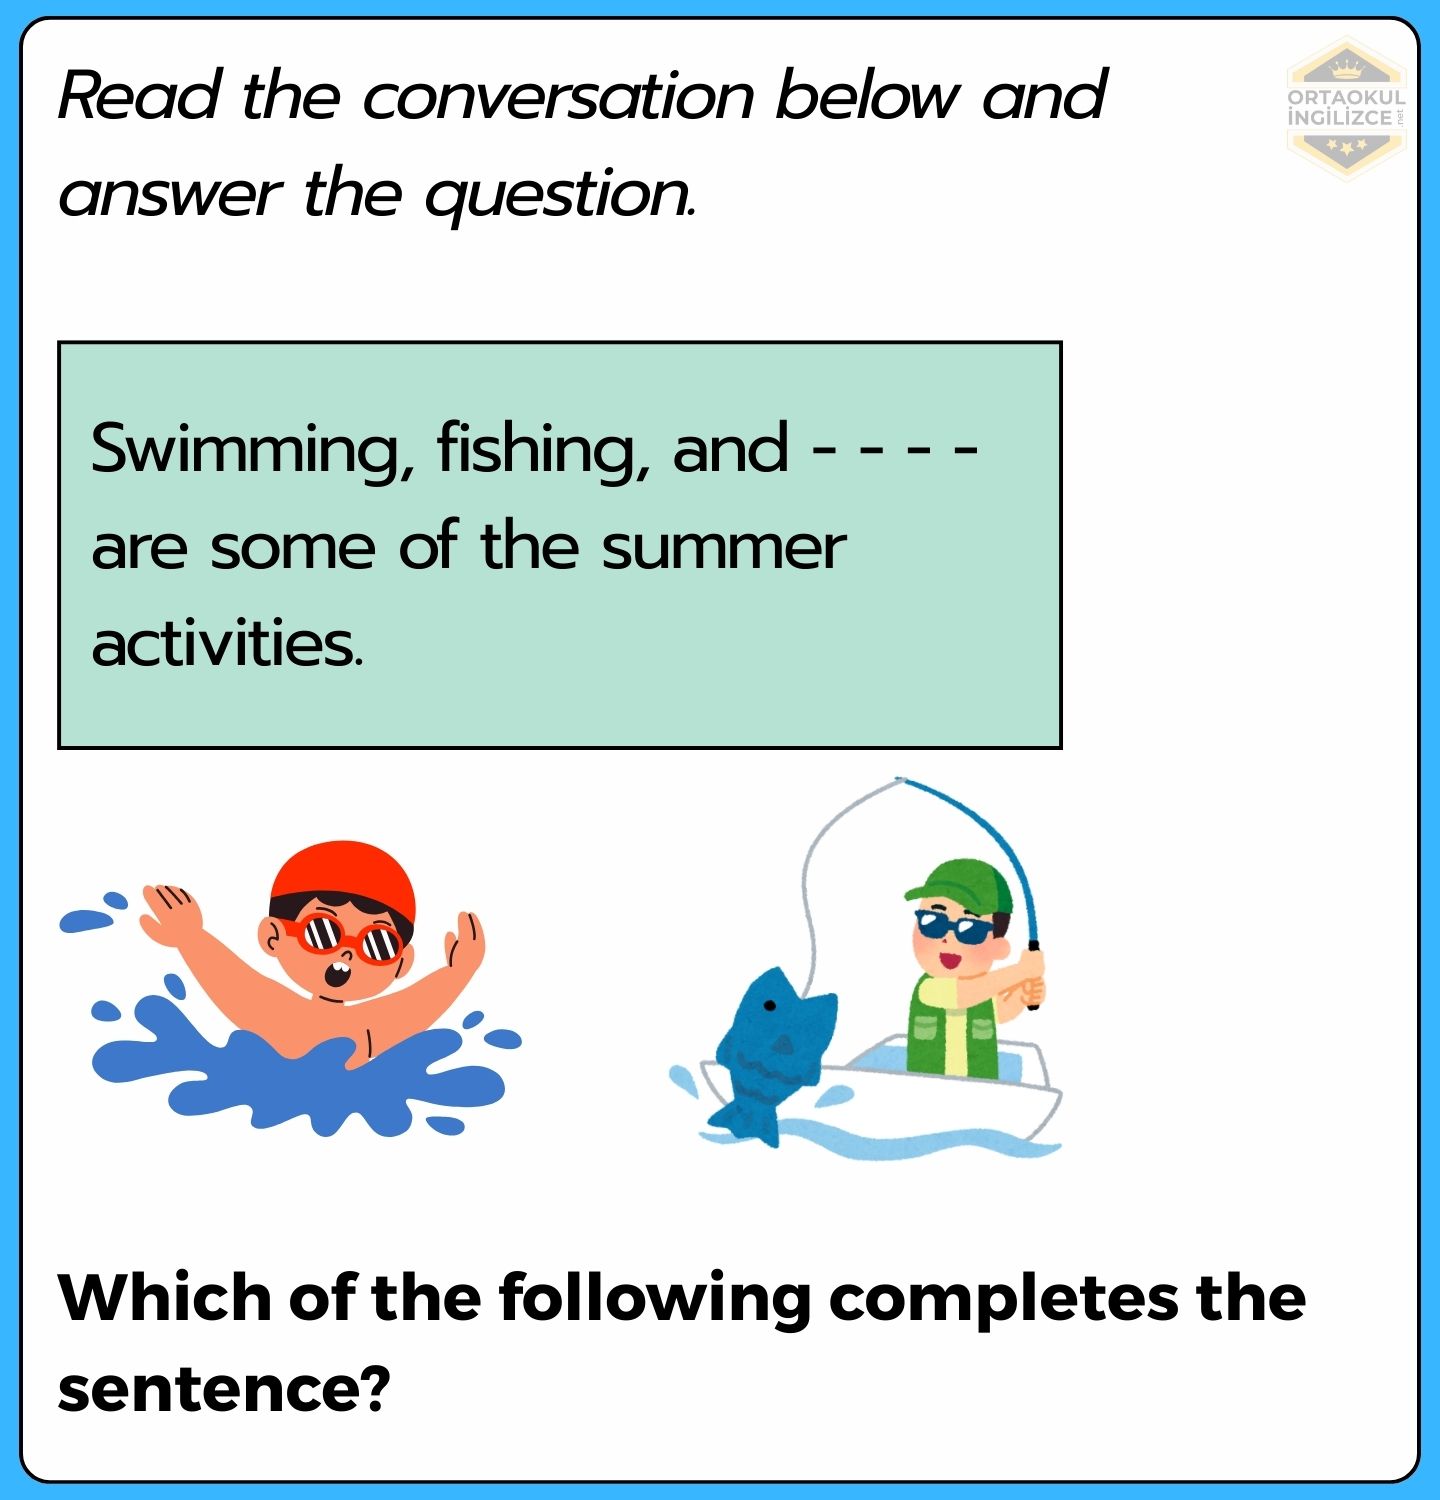 Read the conversation below and
answer the question.
ORTAOKUL
İNGİLİZCE.net
Swimming, fishing, and - - - -
are some of the summer
activities.
Which of the following completes the
sentence?